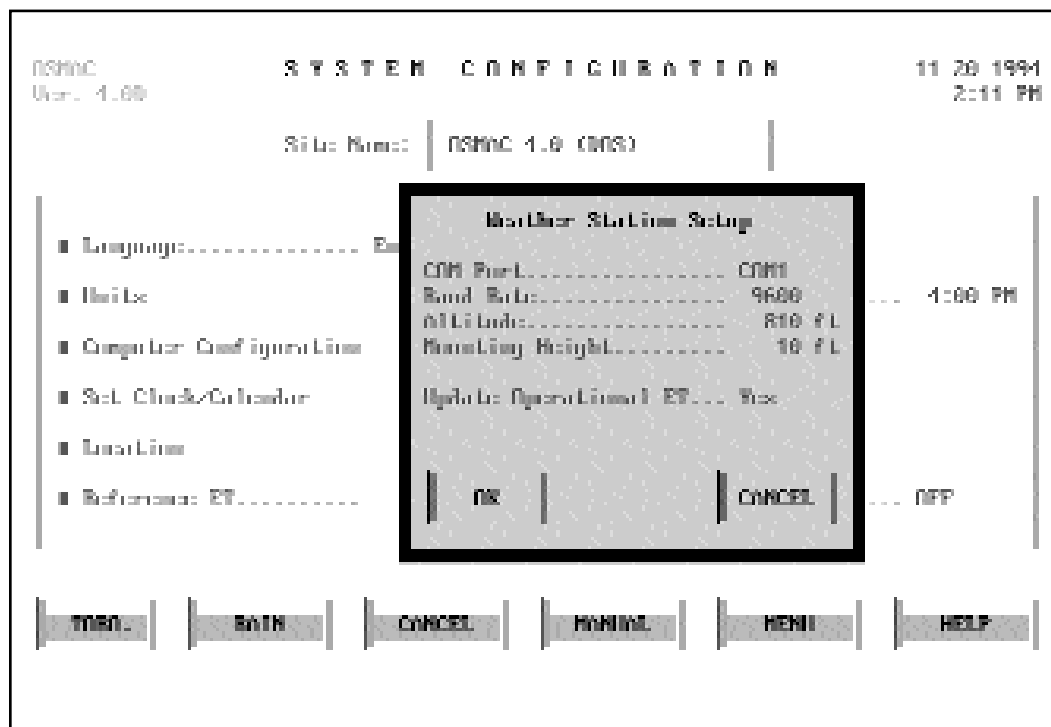 OSMAC SYSTEM CONFIGURATION 11 20 1994
Ver. 4.00 2:11 PM
Site Name: OSMAC 4.0 (DOS)
Weather Station Setup
COM Port................. COM1
Baud Rate................ 9600
Altitude:................ 810 ft
Mounting Height.......... 10 ft
Update Operational ET... Yes
OK CANCEL
■ Language...............
■ Units ... 4:00 PM
■ Computer Configuration
■ Set Clock/Calendar
■ Location
■ Reference ET.......... ... OFF
TORO. RAIN CANCEL MANUAL MENU HELP